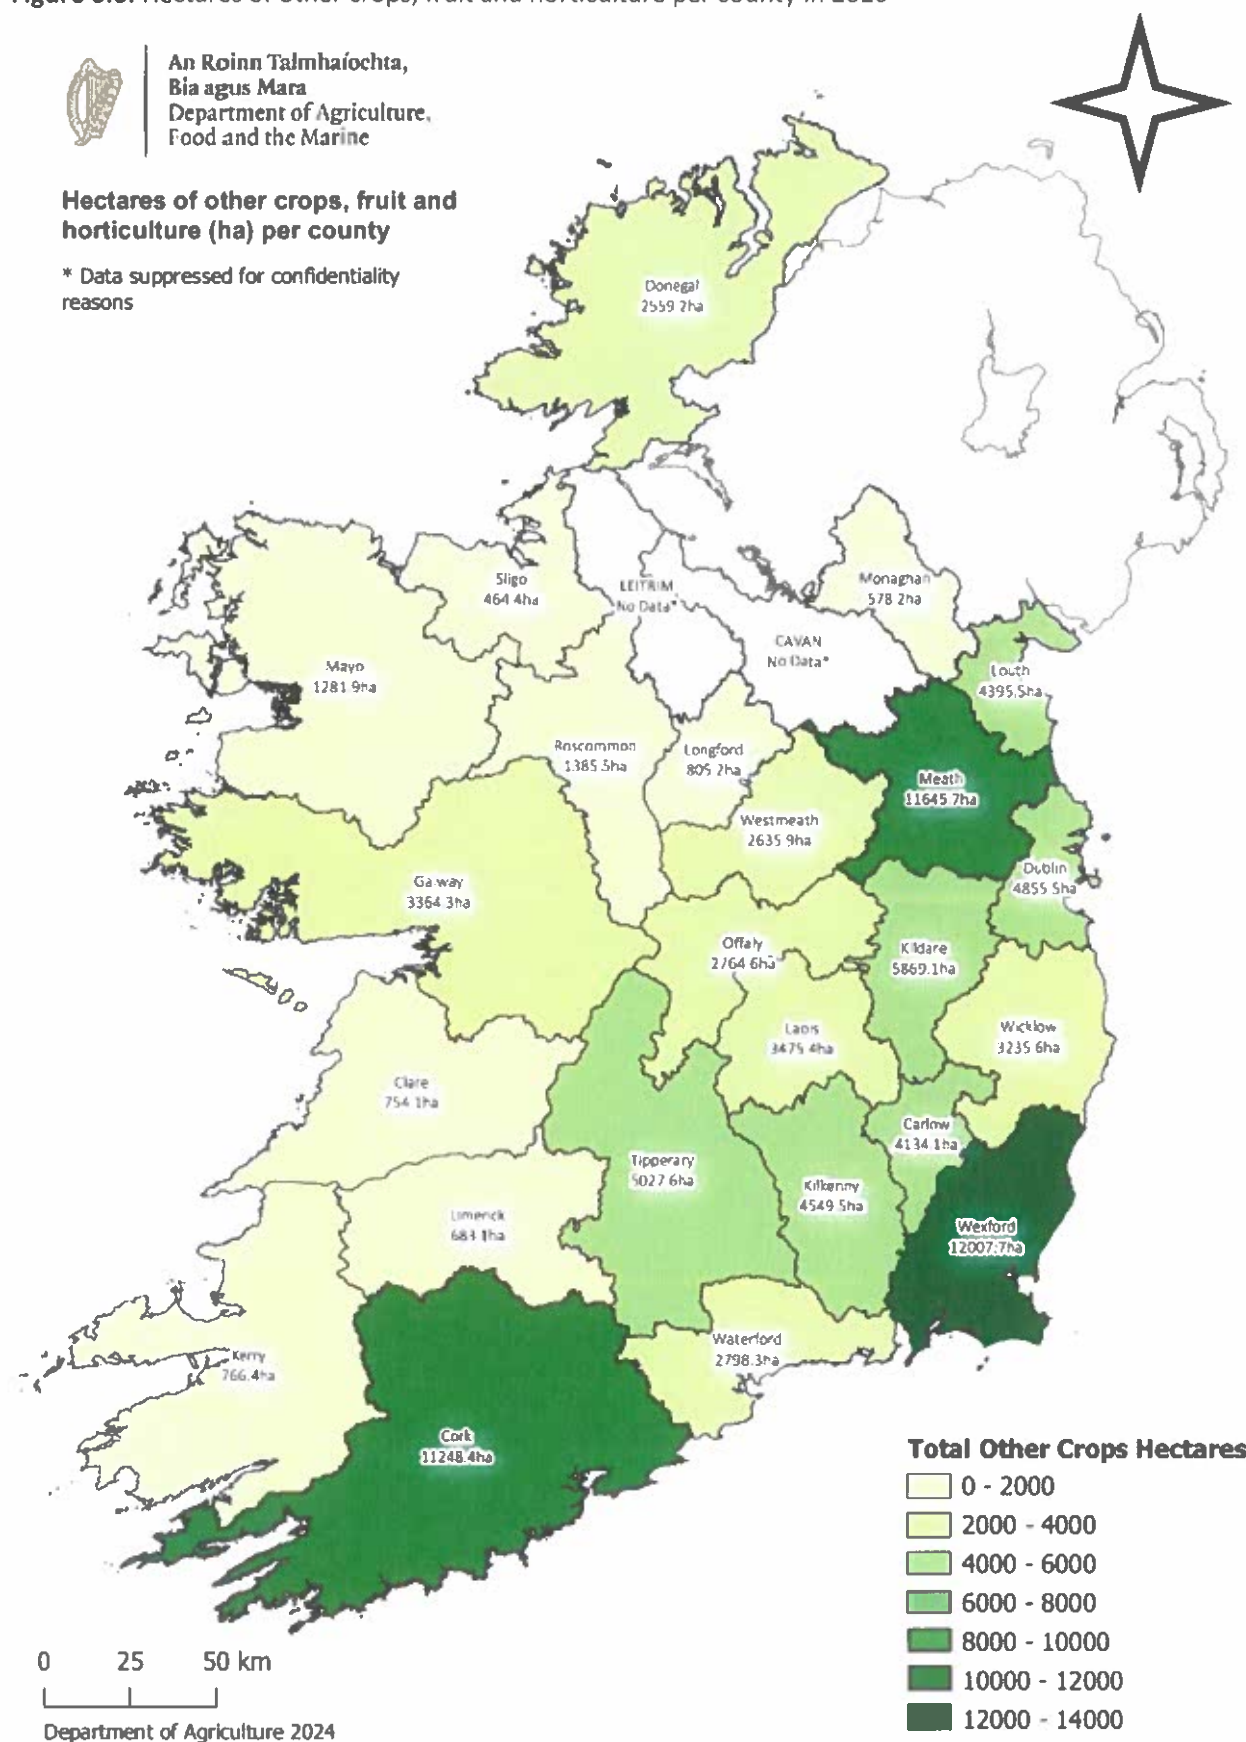 An Roinn Talmhaíochta,
Bia agus Mara
Department of Agriculture,
Food and the Marine
Hectares of other crops, fruit and
horticulture (ha) per county
* Data suppressed for confidentiality
reasons
Donegal
2559 2ha
Sligo
464 4ha
LEITRIM
No Data*
Monaghan
578 2ha
CAVAN
No Data*
Louth
4395.5ha
Mayo
1281.9ha
Roscommon
1385.5ha
Longford
805 2ha
Meath
11645.7ha
Westmeath
2635 9ha
Dublin
4855 5ha
Galway
3364 3ha
Offaly
2764 6ha
Kildare
5869.1ha
Laois
3475 4ha
Wicklow
3235 6ha
Clare
754 1ha
Carlow
4134.1ha
Tipperary
5027 6ha
Kilkenny
4549 5ha
Limerick
683 1ha
Wexford
12007.7ha
Waterford
2798.3ha
Kerry
766.4ha
Cork
11248.4ha
Total Other Crops Hectares
0 - 2000
2000 - 4000
4000 - 6000
6000 - 8000
8000 - 10000
10000 - 12000
12000 - 14000
0 25 50 km
Department of Agriculture 2024